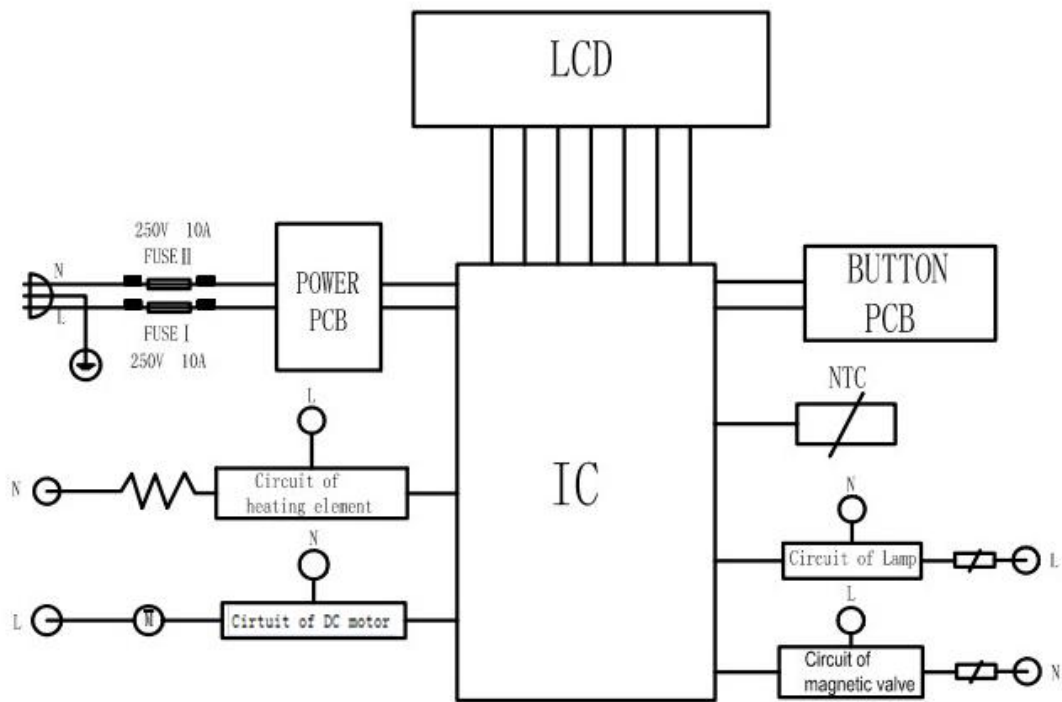 LCD
250V 10A
FUSE Ⅱ
N
L
FUSE Ⅰ
250V 10A
POWER
PCB
BUTTON
PCB
NTC
IC
L
N
Circuit of
heating element
N
L
M
Cirtuit of DC motor
N
Circuit of Lamp
L
L
Circuit of
magnetic valve
N